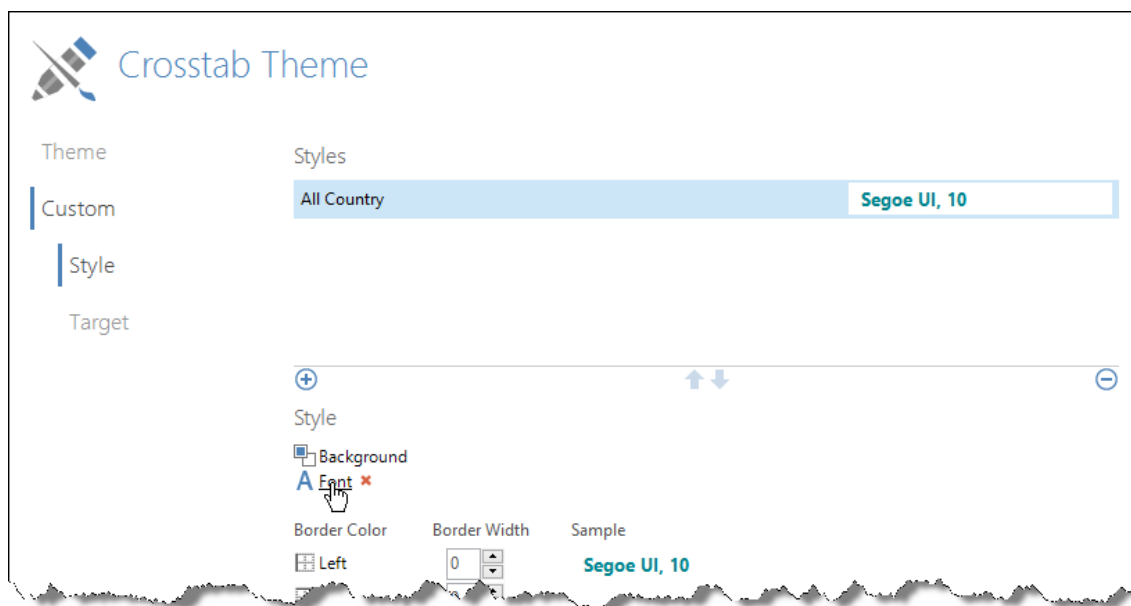 Crosstab Theme
Theme
Custom
Style
Target
Styles
All Country Segoe UI, 10
Style
Background
A Font
Border Color Border Width Sample
Left 0 Segoe UI, 10